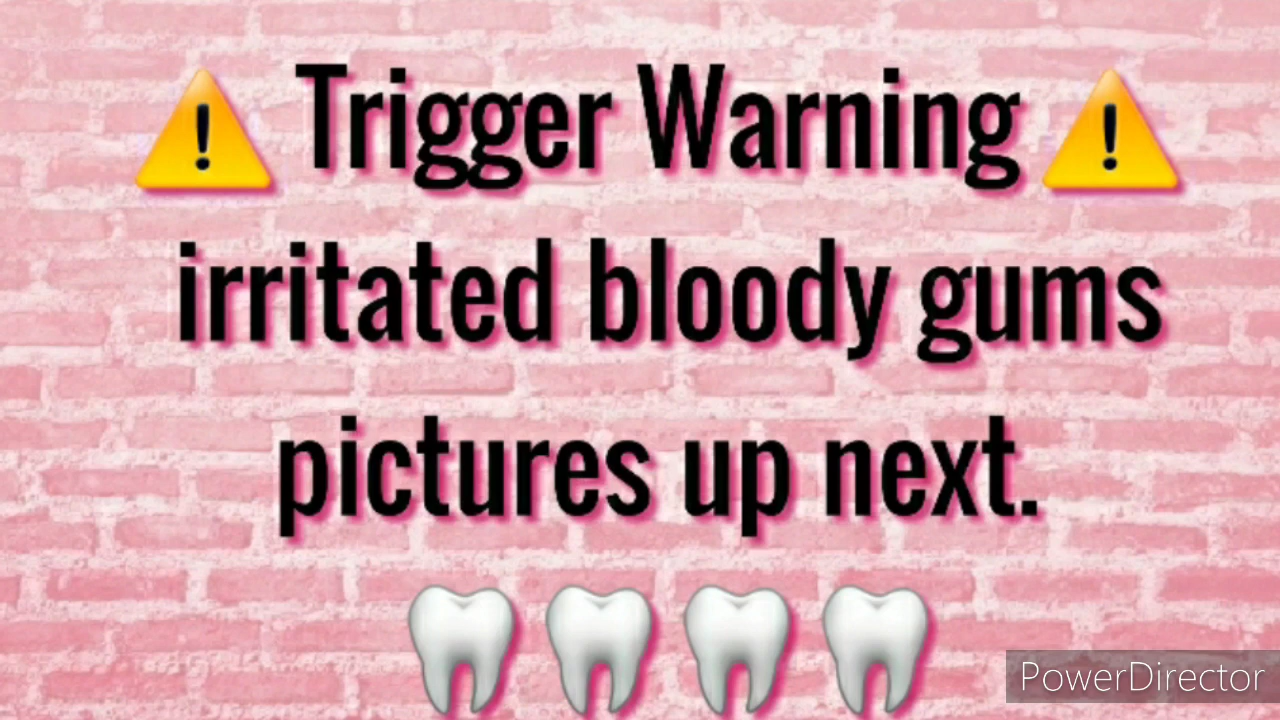 ⚠️ Trigger Warning ⚠️
irritated bloody gums
pictures up next.
🦷🦷🦷🦷
PowerDirector